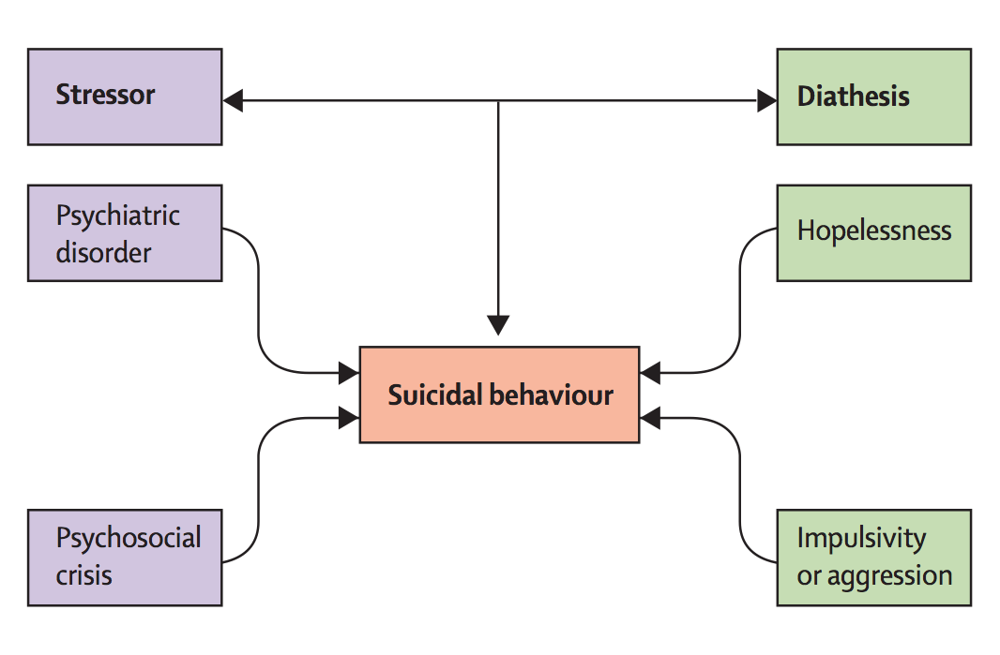 Stressor
Diathesis
Psychiatric
disorder
Hopelessness
Suicidal behaviour
Psychosocial
crisis
Impulsivity
or aggression